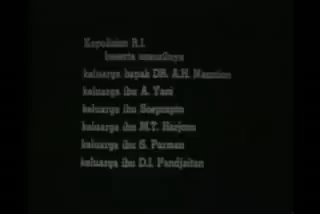 Kepolisian R.I.
beserta
keluarga bapak DR. A.H. Nasution
keluarga ibu A. Yani
keluarga ibu Soeprapto
keluarga ibu M.T. Harjono
keluarga ibu S. Parman
keluarga ibu D.I. Pandjaitan